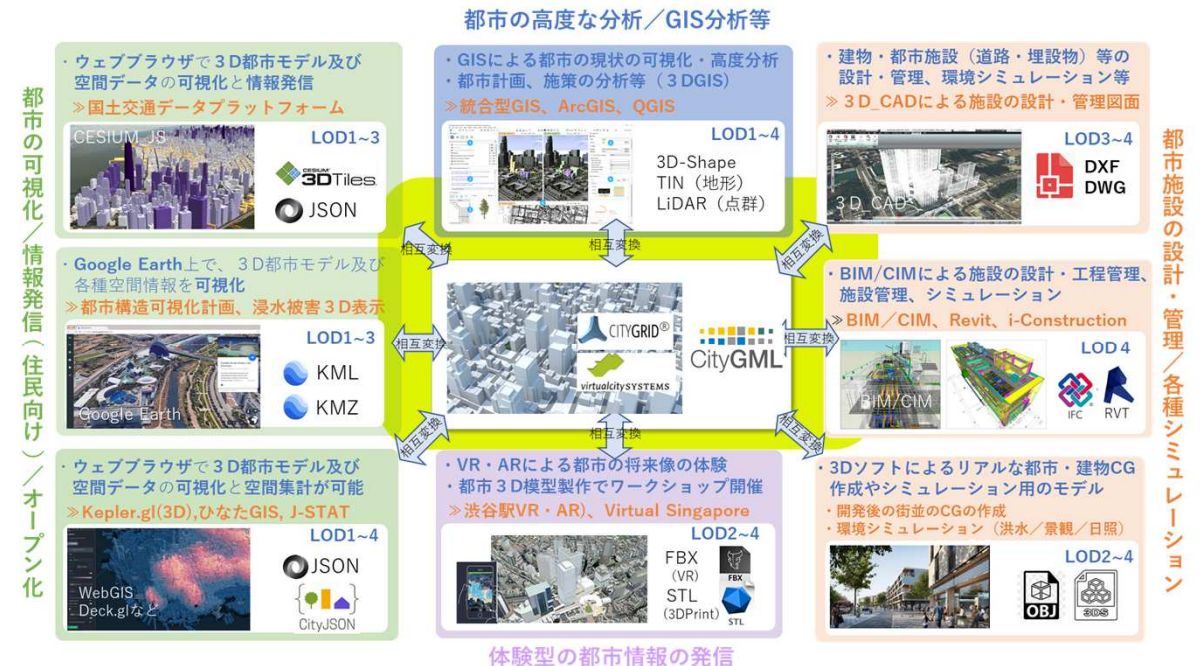 都市の高度な分析／GIS分析等
都市の可視化／情報発信（住民向け）／オープン化
・ウェブブラウザで３D都市モデル及び
空間データの可視化と情報発信
≫国土交通データプラットフォーム
CESIUM_JS
LOD1~3
CESIUM
3DTiles
JSON
・GISによる都市の現状の可視化・高度分析
・都市計画、施策の分析等（３DGIS）
≫統合型GIS、ArcGIS、QGIS
LOD1~4
3D-Shape
TIN（地形）
LiDAR（点群）
・建物・都市施設（道路・埋設物）等の
設計・管理、環境シミュレーション等
≫３D_CADによる施設の設計・管理図面
３D_CAD
LOD3~4
DXF
DWG
相互変換
相互変換
相互変換
・Google Earth上で、３D都市モデル及び
各種空間情報を可視化
≫都市構造可視化計画、浸水被害３D表示
Google Earth
LOD1~3
KML
KMZ
相互変換
CITYGRID®
virtualcitySYSTEMS
CityGML
相互変換
・BIM/CIMによる施設の設計・工程管理、
施設管理、シミュレーション
≫BIM／CIM、Revit、i-Construction
BIM/CIM
LOD４
IFC
RVT
相互変換
相互変換
相互変換
・ウェブブラウザで３D都市モデル及び
空間データの可視化と空間集計が可能
≫Kepler.gl(3D),ひなたGIS, J-STAT
WebGIS
Deck.glなど
LOD1~4
JSON
CityJSON
・VR・ARによる都市の将来像の体験
・都市３D模型製作でワークショップ開催
≫渋谷駅VR・AR)、Virtual Singapore
LOD2~4
FBX
(VR)
STL
(3DPrint)
FBX
STL
・3Dソフトによるリアルな都市・建物CG
作成やシミュレーション用のモデル
・開発後の街並のCGの作成
・環境シミュレーション（洪水／景観／日照）
LOD2~4
OBJ
3DS
都市施設の設計・管理／各種シミュレーション
体験型の都市情報の発信